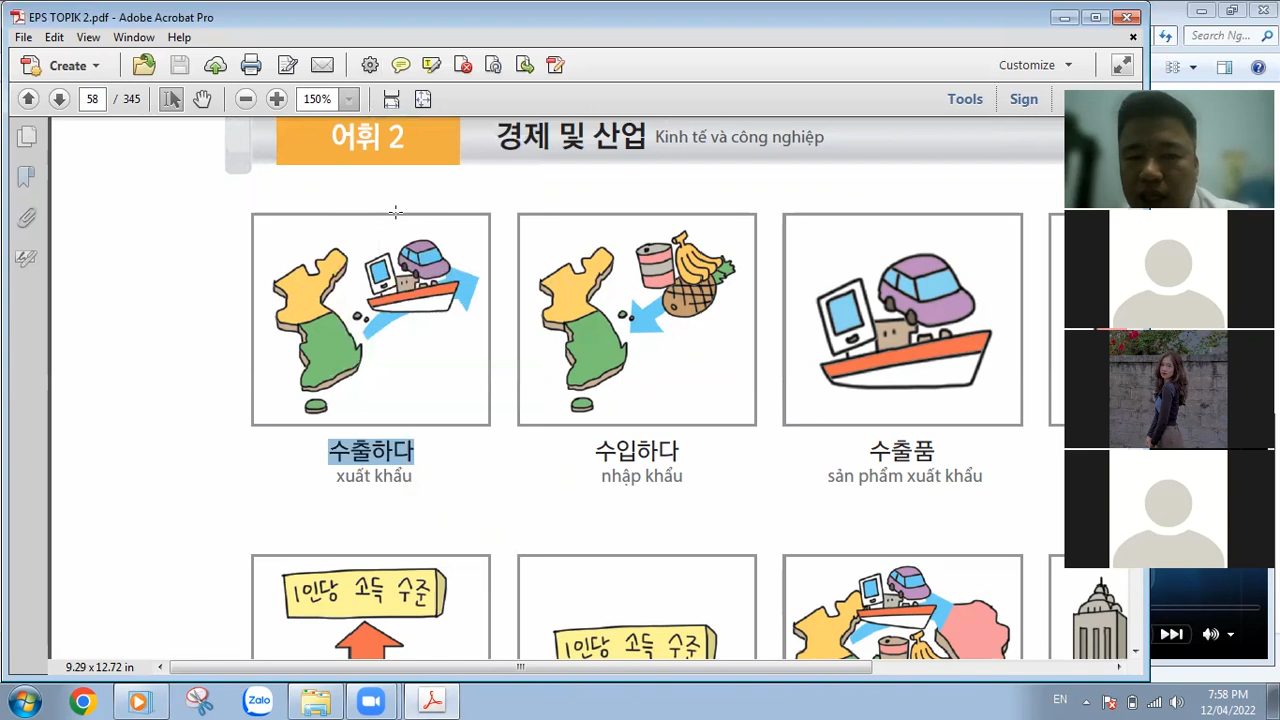 EPS TOPIK 2.pdf - Adobe Acrobat Pro
Search Ng...
File Edit View Window Help
Create
Customize
58 / 345
150%
Tools Sign
어휘 2 경제 및 산업 Kinh tế và công nghiệp
수출하다 수입하다 수출품
xuất khẩu nhập khẩu sản phẩm xuất khẩu
1인당 소득 수준
1인당 소득 수준
9.29 x 12.72 in
Zalo
EN
7:58 PM
12/04/2022